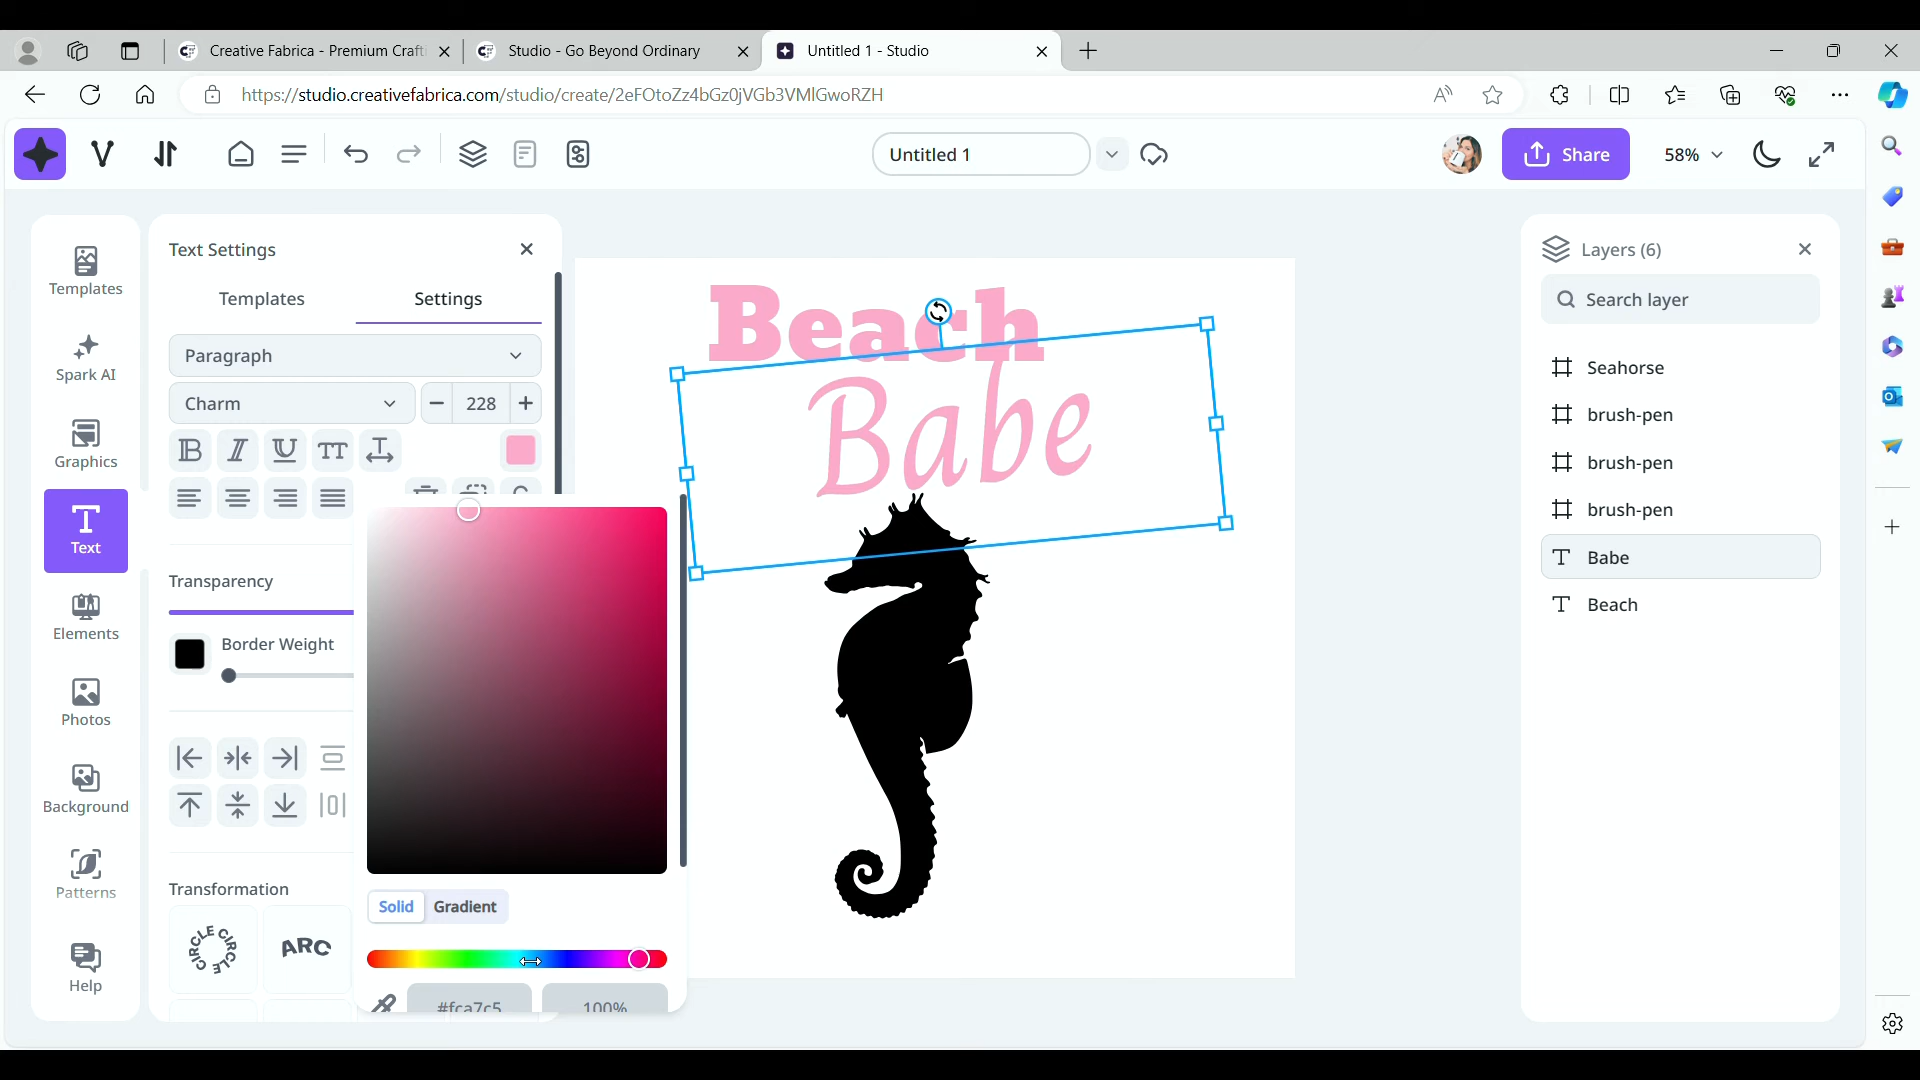 Creative Fabrica - Premium Crafti
Studio - Go Beyond Ordinary
Untitled 1 - Studio
https://studio.creativefabrica.com/studio/create/2eFOtoZz4bGz0jVGb3VMlGwoRZH
Untitled 1
Share
58%
Templates
Spark AI
Graphics
Text
Elements
Photos
Background
Patterns
Help
Text Settings
Templates
Settings
Paragraph
Charm
228
Transparency
Border Weight
Transformation
CIRCLE CIRCLE
ARC
Solid
Gradient
#fca7c5
100%
Beach
Babe
Layers (6)
Search layer
Seahorse
brush-pen
brush-pen
brush-pen
Babe
Beach